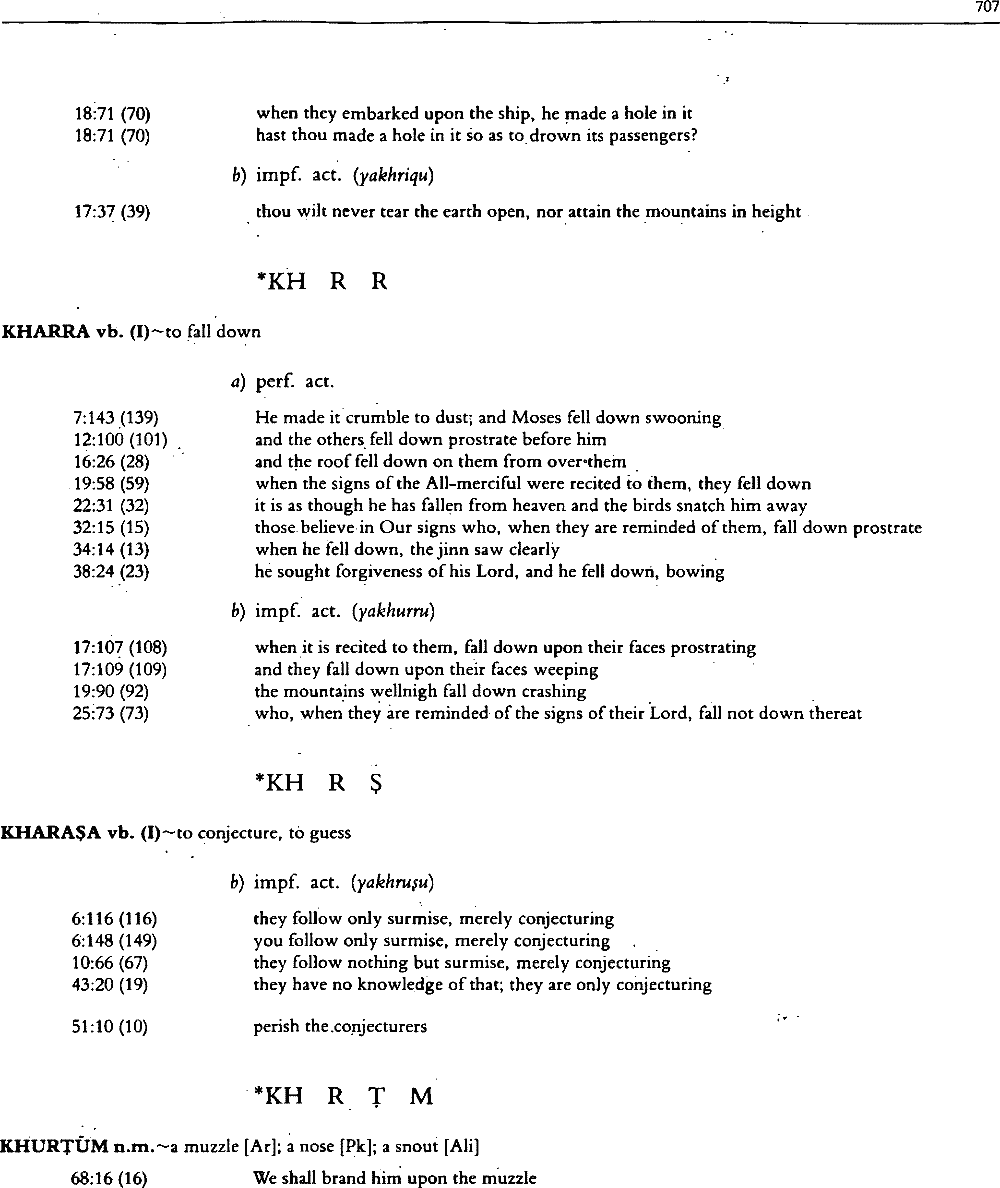 707
18:71 (70) when they embarked upon the ship, he made a hole in it
18:71 (70) hast thou made a hole in it so as to drown its passengers?
b) impf. act. (yakhriqu)
17:37 (39) thou wilt never tear the earth open, nor attain the mountains in height
*KH R R
KHARRA vb. (I)~to fall down
a) perf. act.
7:143 (139) He made it crumble to dust; and Moses fell down swooning
12:100 (101) and the others fell down prostrate before him
16:26 (28) and the roof fell down on them from over them
19:58 (59) when the signs of the All-merciful were recited to them, they fell down
22:31 (32) it is as though he has fallen from heaven and the birds snatch him away
32:15 (15) those believe in Our signs who, when they are reminded of them, fall down prostrate
34:14 (13) when he fell down, the jinn saw clearly
38:24 (23) he sought forgiveness of his Lord, and he fell down, bowing
b) impf. act. (yakhurru)
17:107 (108) when it is recited to them, fall down upon their faces prostrating
17:109 (109) and they fall down upon their faces weeping
19:90 (92) the mountains wellnigh fall down crashing
25:73 (73) who, when they are reminded of the signs of their Lord, fall not down thereat
*KH R Ṣ
KHARAṢA vb. (I)~to conjecture, to guess
b) impf. act. (yakhruṣu)
6:116 (116) they follow only surmise, merely conjecturing
6:148 (149) you follow only surmise, merely conjecturing
10:66 (67) they follow nothing but surmise, merely conjecturing
43:20 (19) they have no knowledge of that; they are only conjecturing
51:10 (10) perish the conjecturers
*KH R Ṭ M
KHURṬŪM n.m.~a muzzle [Ar]; a nose [Pk]; a snout [Ali]
68:16 (16) We shall brand him upon the muzzle